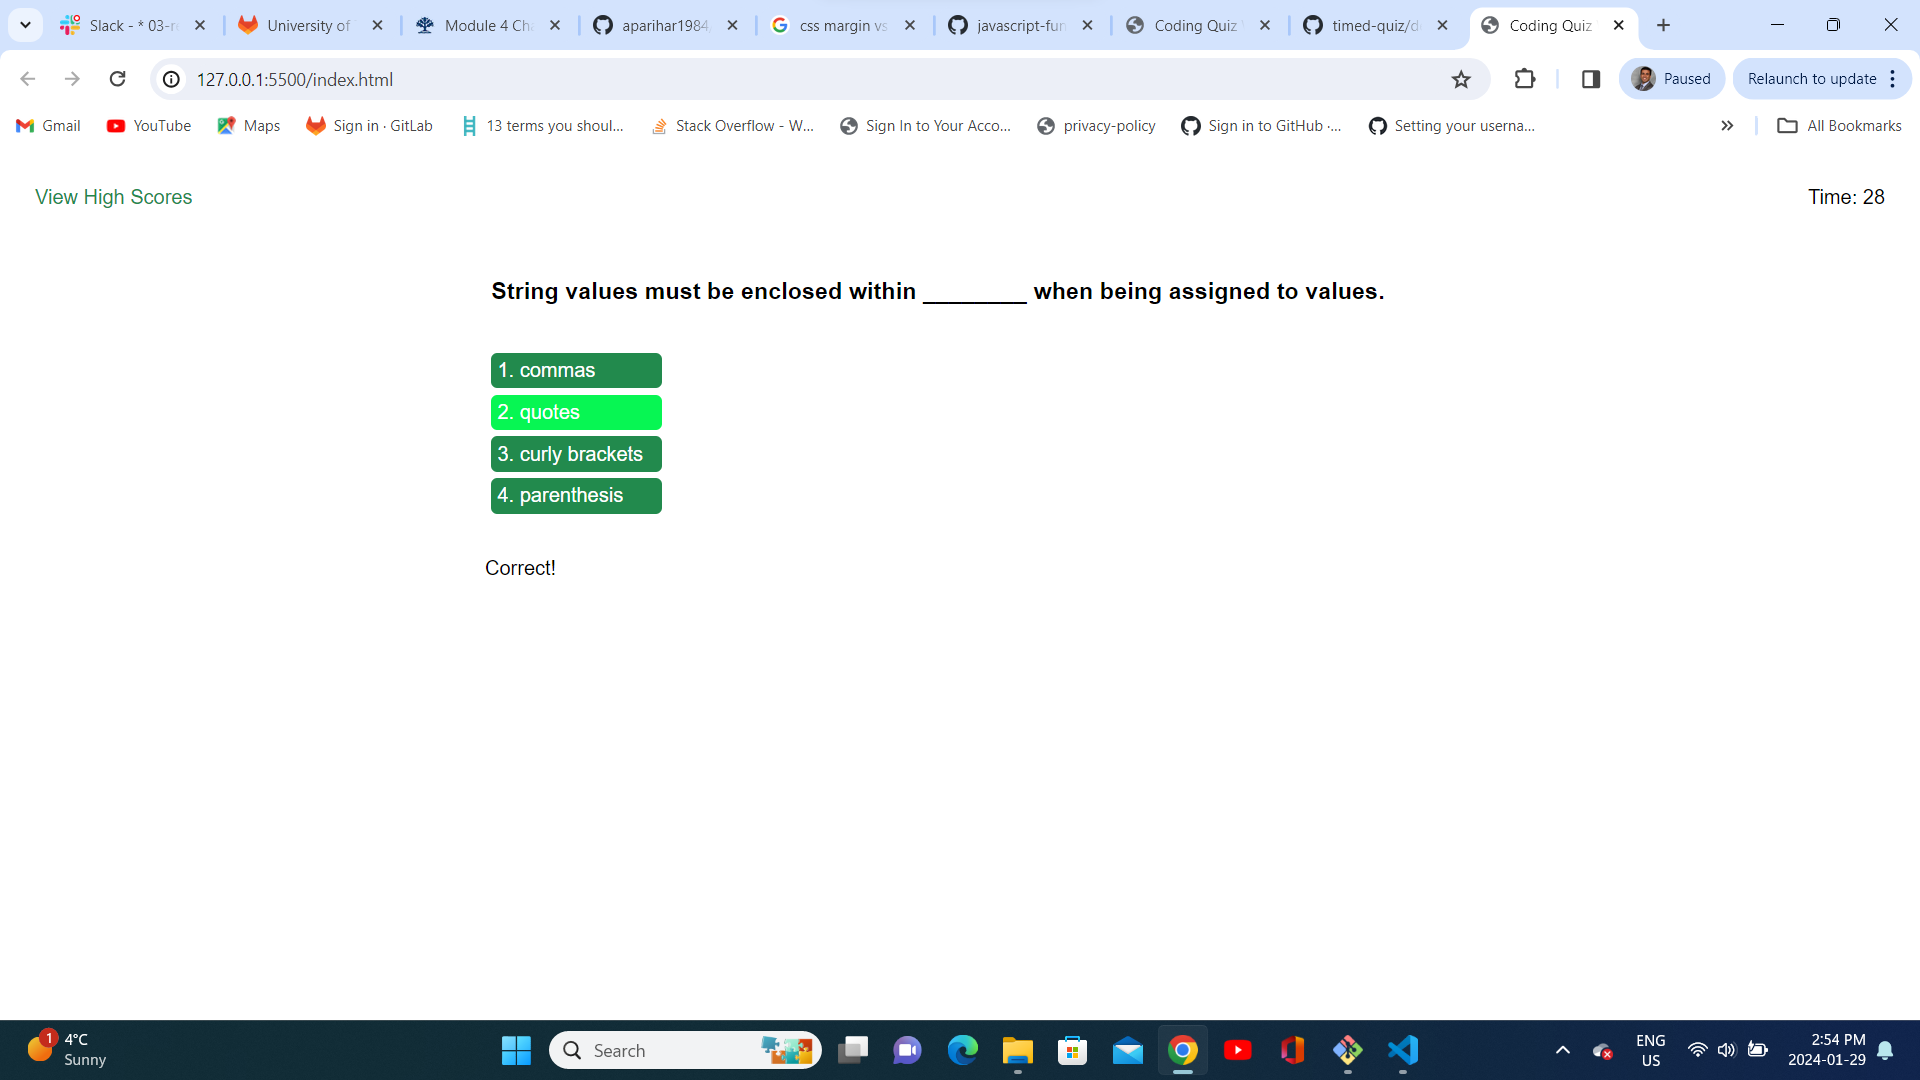 Slack - * 03-r
University of
Module 4 Cha
aparihar1984
css margin vs
javascript-fun
Coding Quiz
timed-quiz/d
Coding Quiz
127.0.0.1:5500/index.html
Paused
Relaunch to update
Gmail
YouTube
Maps
Sign in · GitLab
13 terms you shoul...
Stack Overflow - W...
Sign In to Your Acco...
privacy-policy
Sign in to GitHub ·...
Setting your userna...
All Bookmarks
View High Scores
Time: 28
String values must be enclosed within ________ when being assigned to values.
1. commas
2. quotes
3. curly brackets
4. parenthesis
Correct!
1
4°C
Sunny
Search
ENG
US
2:54 PM
2024-01-29